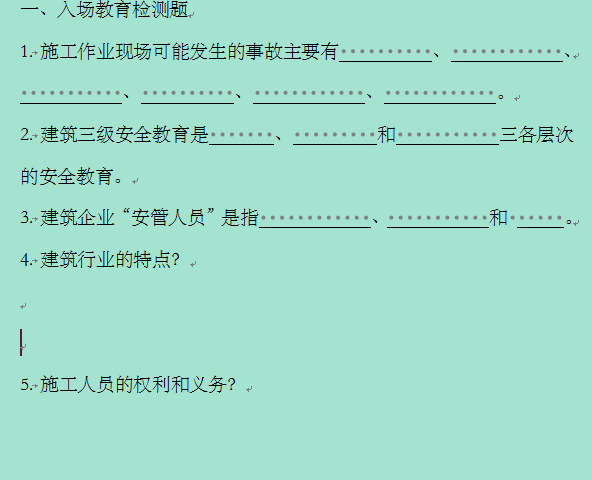 一、入场教育检测题
1. 施工作业现场可能发生的事故主要有__________、____________、
___________、__________、____________、____________。
2. 建筑三级安全教育是_______、_________和___________三各层次
的安全教育。
3. 建筑企业“安管人员”是指____________、___________和 _____。
4. 建筑行业的特点？
5. 施工人员的权利和义务？